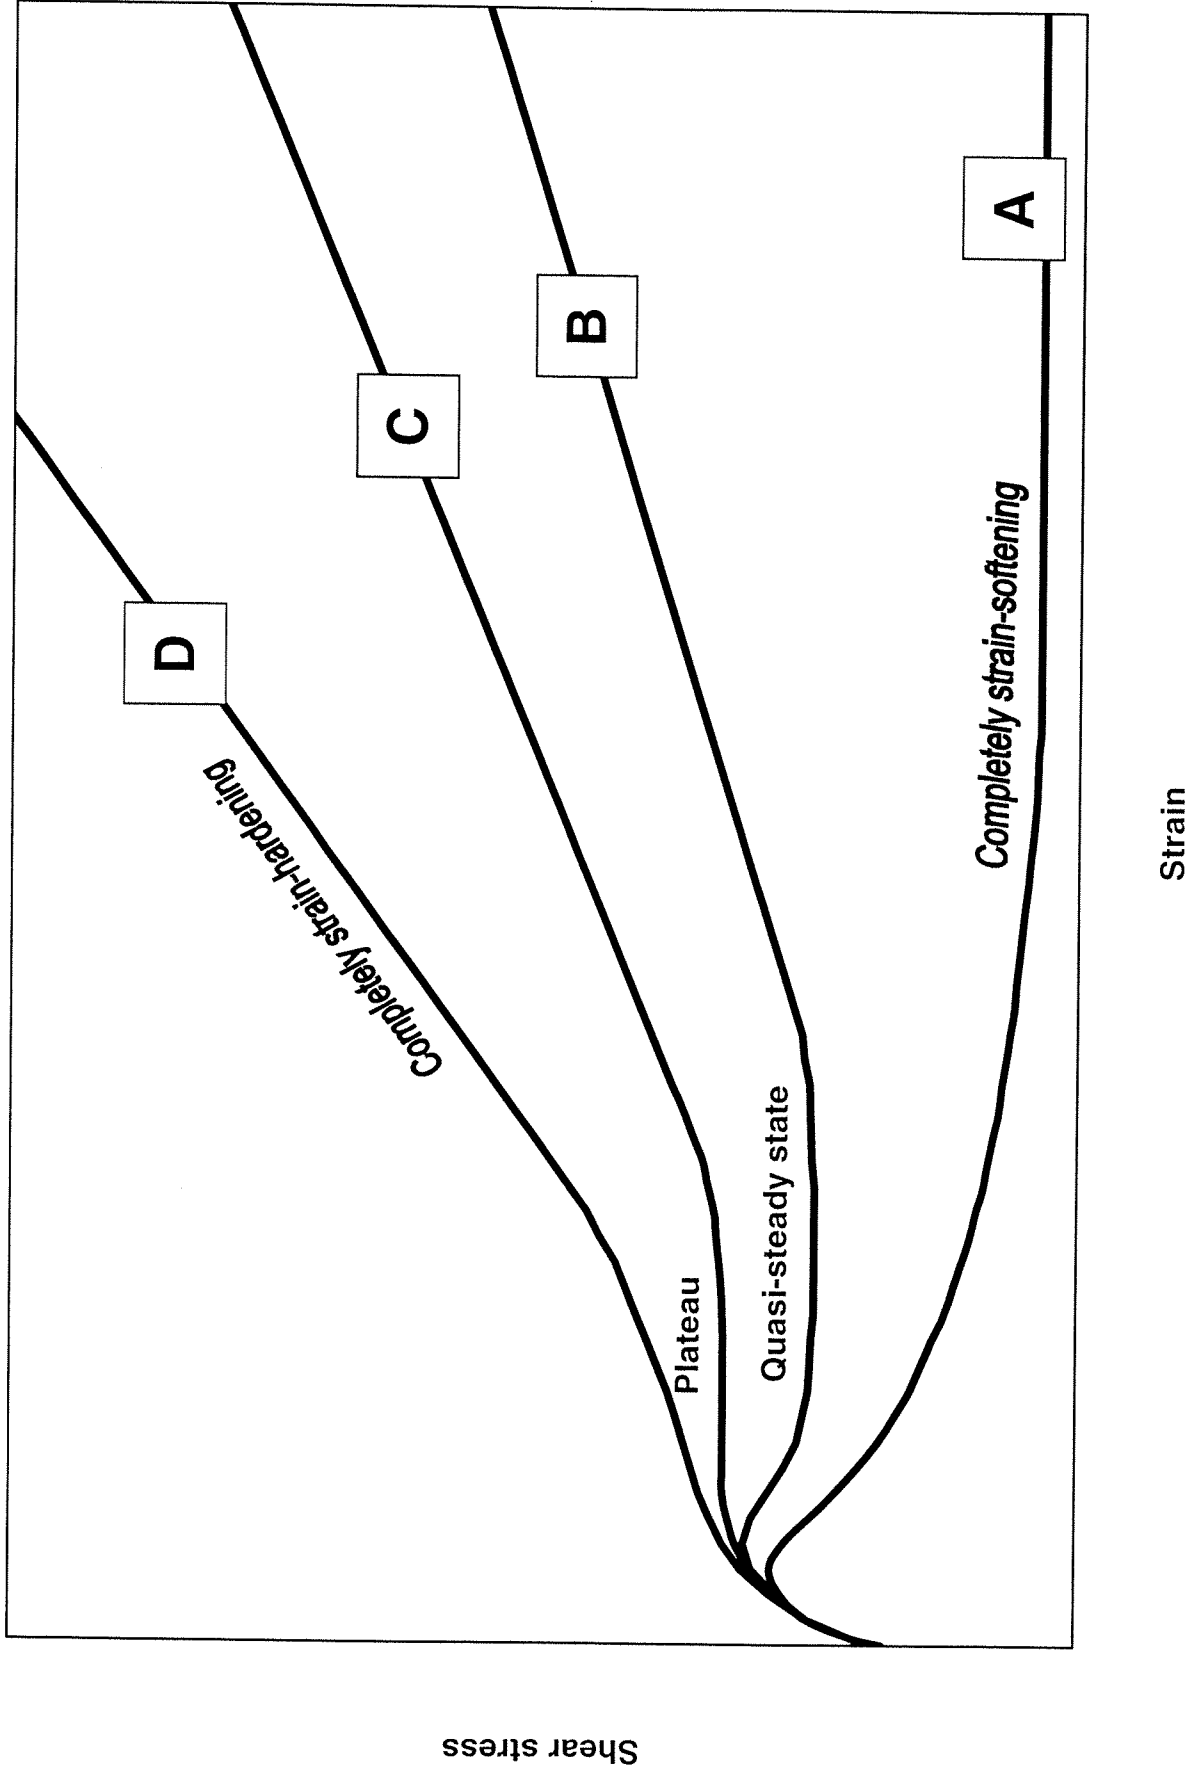 Shear stress
Strain
D
C
B
A
Completely strain-hardening
Plateau
Quasi-steady state
Completely strain-softening